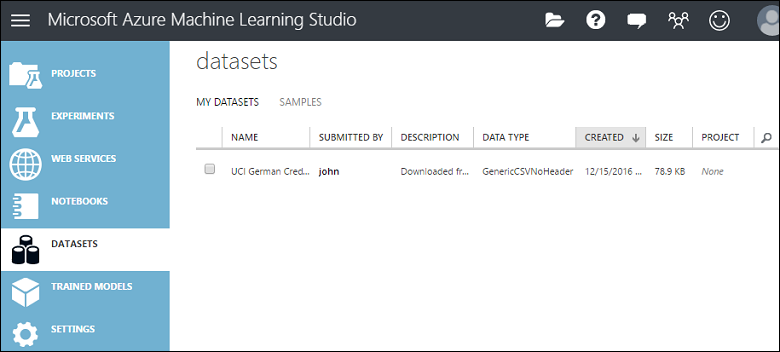 Microsoft Azure Machine Learning Studio
PROJECTS
EXPERIMENTS
WEB SERVICES
NOTEBOOKS
DATASETS
TRAINED MODELS
SETTINGS
datasets
MY DATASETS SAMPLES
NAME SUBMITTED BY DESCRIPTION DATA TYPE CREATED SIZE PROJECT
UCI German Cred... john Downloaded fr... GenericCSVNoHeader 12/15/2016 ... 78.9 KB None